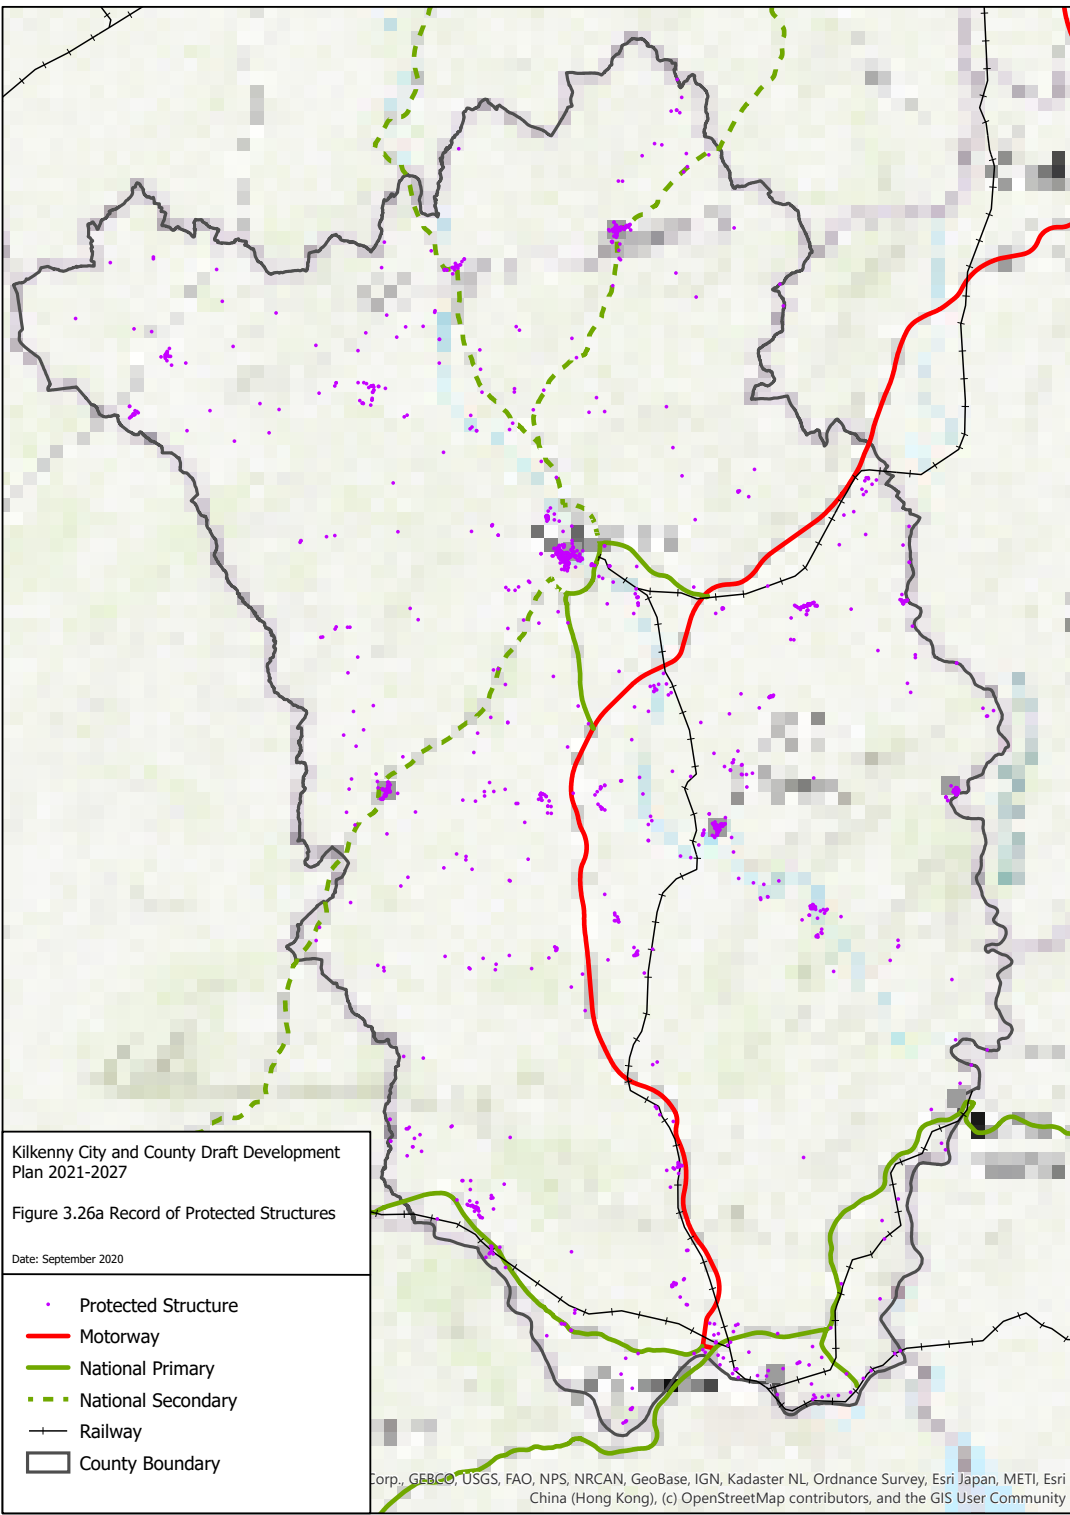 Kilkenny City and County Draft Development
Plan 2021-2027
Figure 3.26a Record of Protected Structures
Date: September 2020
Protected Structure
Motorway
National Primary
National Secondary
Railway
County Boundary
Corp., GEBCO, USGS, FAO, NPS, NRCAN, GeoBase, IGN, Kadaster NL, Ordnance Survey, Esri Japan, METI, Esri
China (Hong Kong), (c) OpenStreetMap contributors, and the GIS User Community